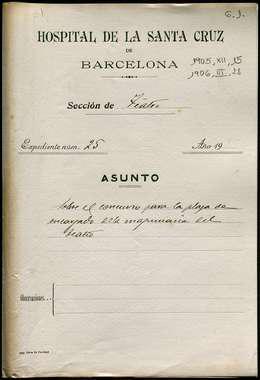 G. I.
HOSPITAL DE LA SANTA CRUZ
DE
BARCELONA
1905, XII, 15
1906, III, 28
Sección de Teatro
Expediente núm. 25 Año 19
ASUNTO
Sobre el concurso para la plaza de
encargado de la maquinaria del
teatro